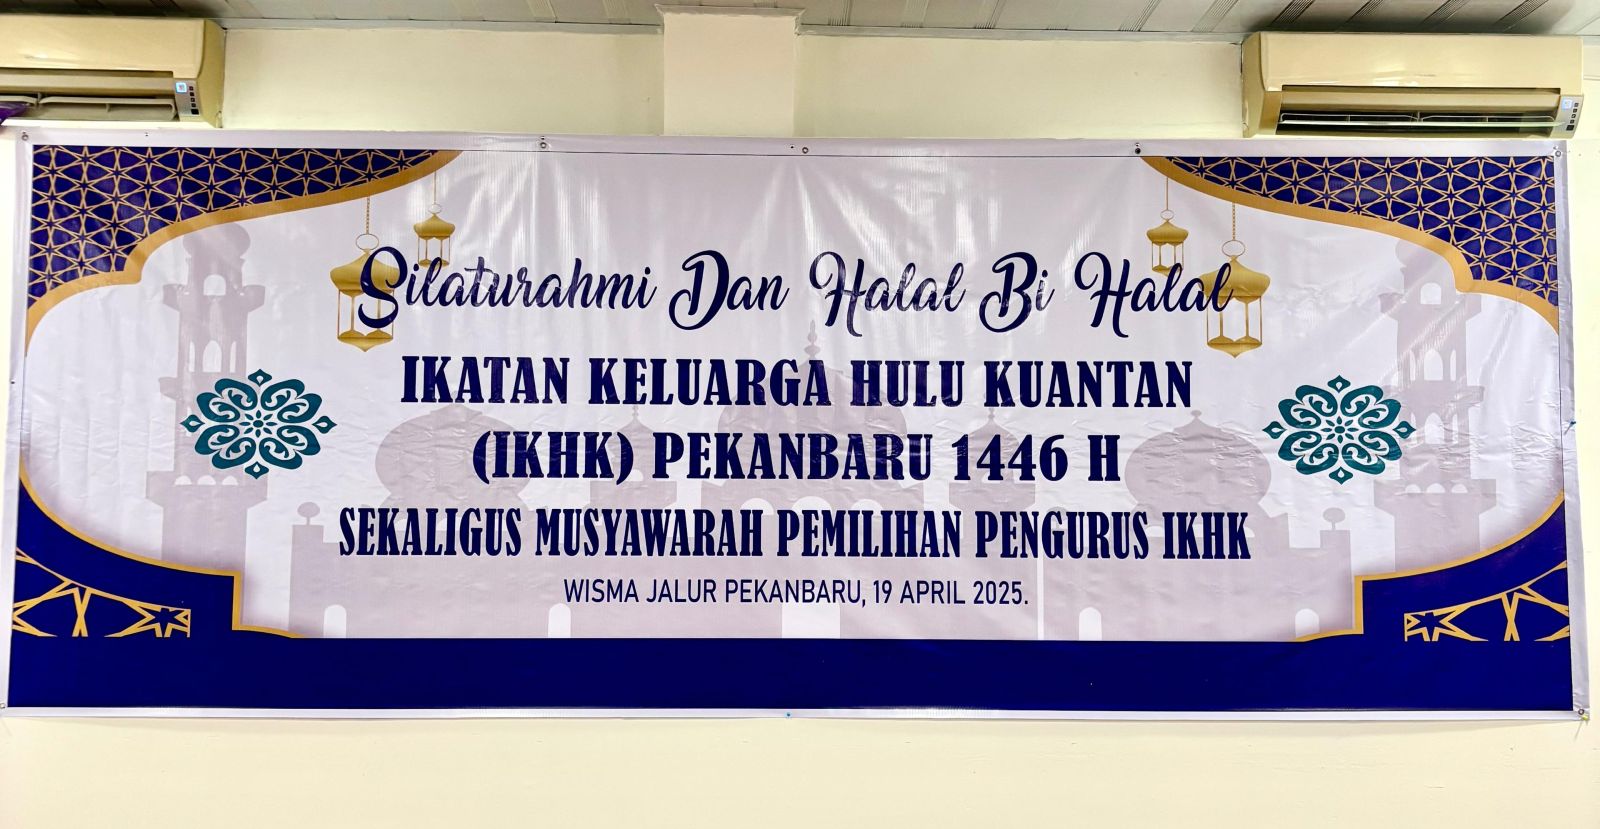 Silaturahmi Dan Halal Bi Halal
IKATAN KELUARGA HULU KUANTAN
(IKHK) PEKANBARU 1446 H
SEKALIGUS MUSYAWARAH PEMILIHAN PENGURUS IKHK
WISMA JALUR PEKANBARU, 19 APRIL 2025.